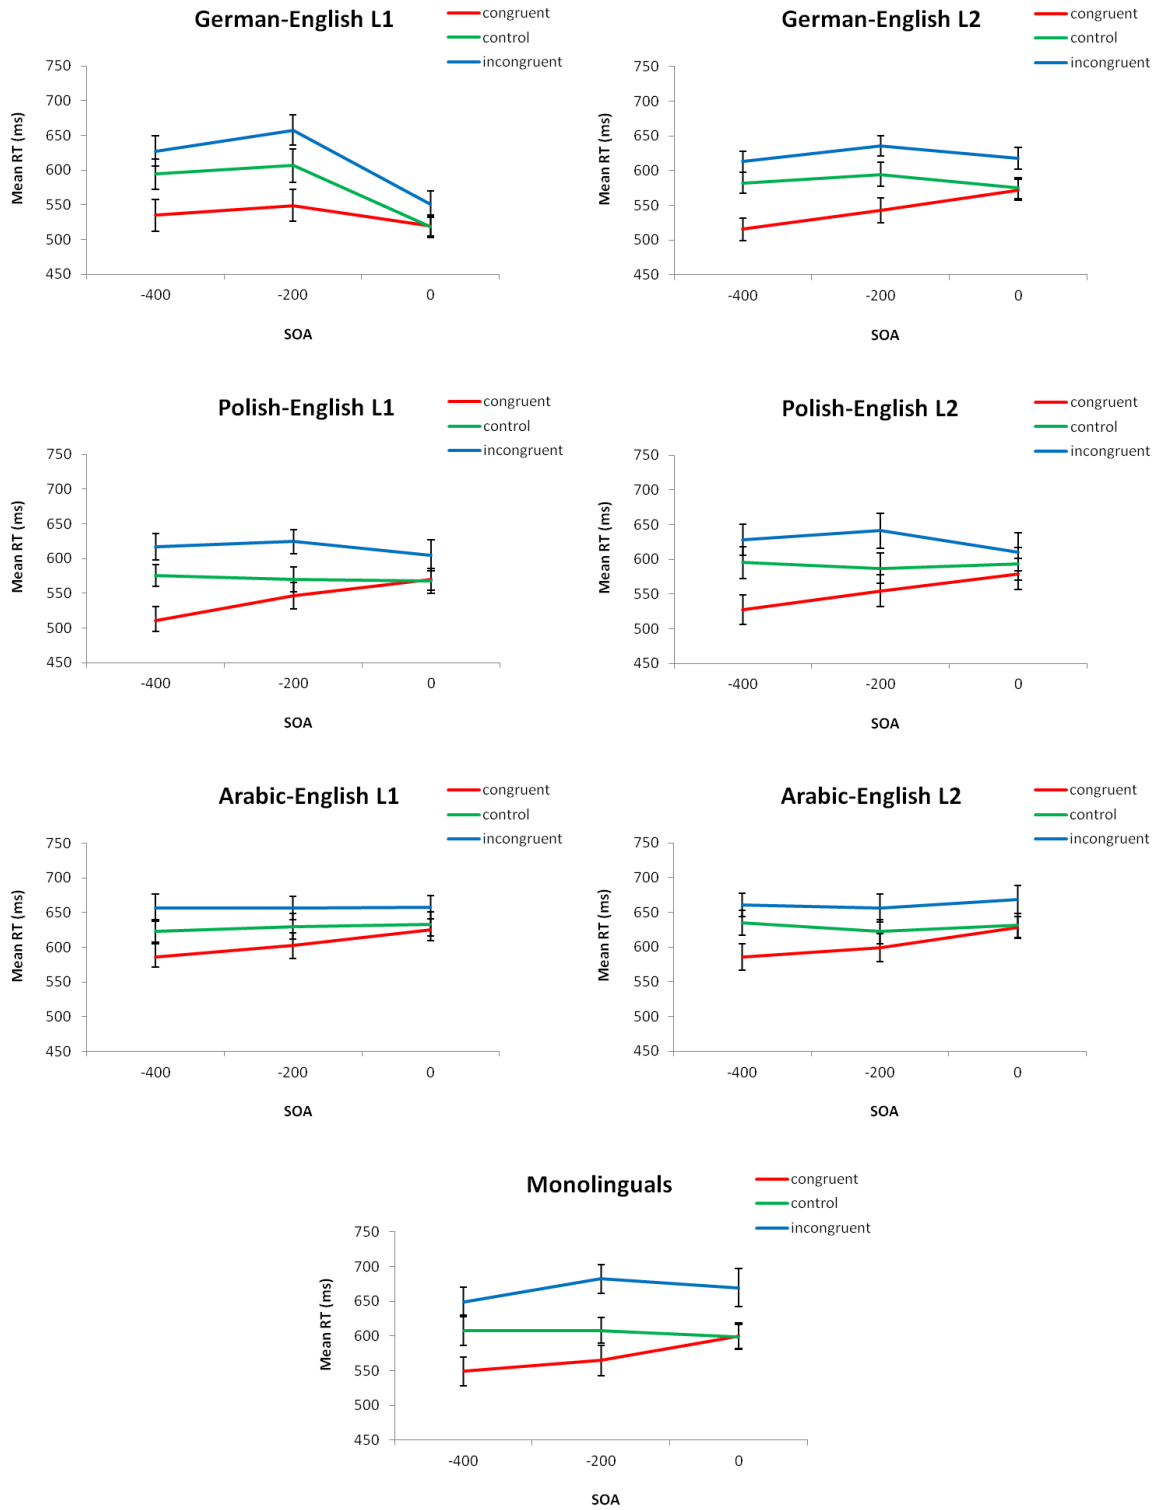 German-English L1
congruent
control
incongruent
Mean RT (ms)
750
700
650
600
550
500
450
-400 -200 0
SOA
German-English L2
congruent
control
incongruent
Mean RT (ms)
750
700
650
600
550
500
450
-400 -200 0
SOA
Polish-English L1
congruent
control
incongruent
Mean RT (ms)
750
700
650
600
550
500
450
-400 -200 0
SOA
Polish-English L2
congruent
control
incongruent
Mean RT (ms)
750
700
650
600
550
500
450
-400 -200 0
SOA
Arabic-English L1
congruent
control
incongruent
Mean RT (ms)
750
700
650
600
550
500
450
-400 -200 0
SOA
Arabic-English L2
congruent
control
incongruent
Mean RT (ms)
750
700
650
600
550
500
450
-400 -200 0
SOA
Monolinguals
congruent
control
incongruent
Mean RT (ms)
750
700
650
600
550
500
450
-400 -200 0
SOA